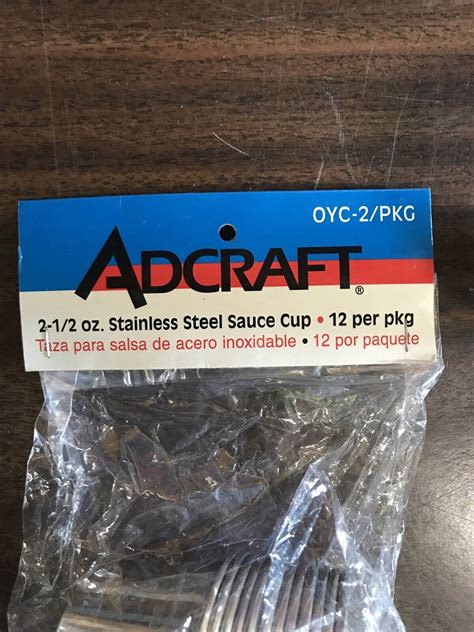 OYC-2/PKG
ADCRAFT®
2-1/2 oz. Stainless Steel Sauce Cup • 12 per pkg
Taza para salsa de acero inoxidable • 12 por paquete